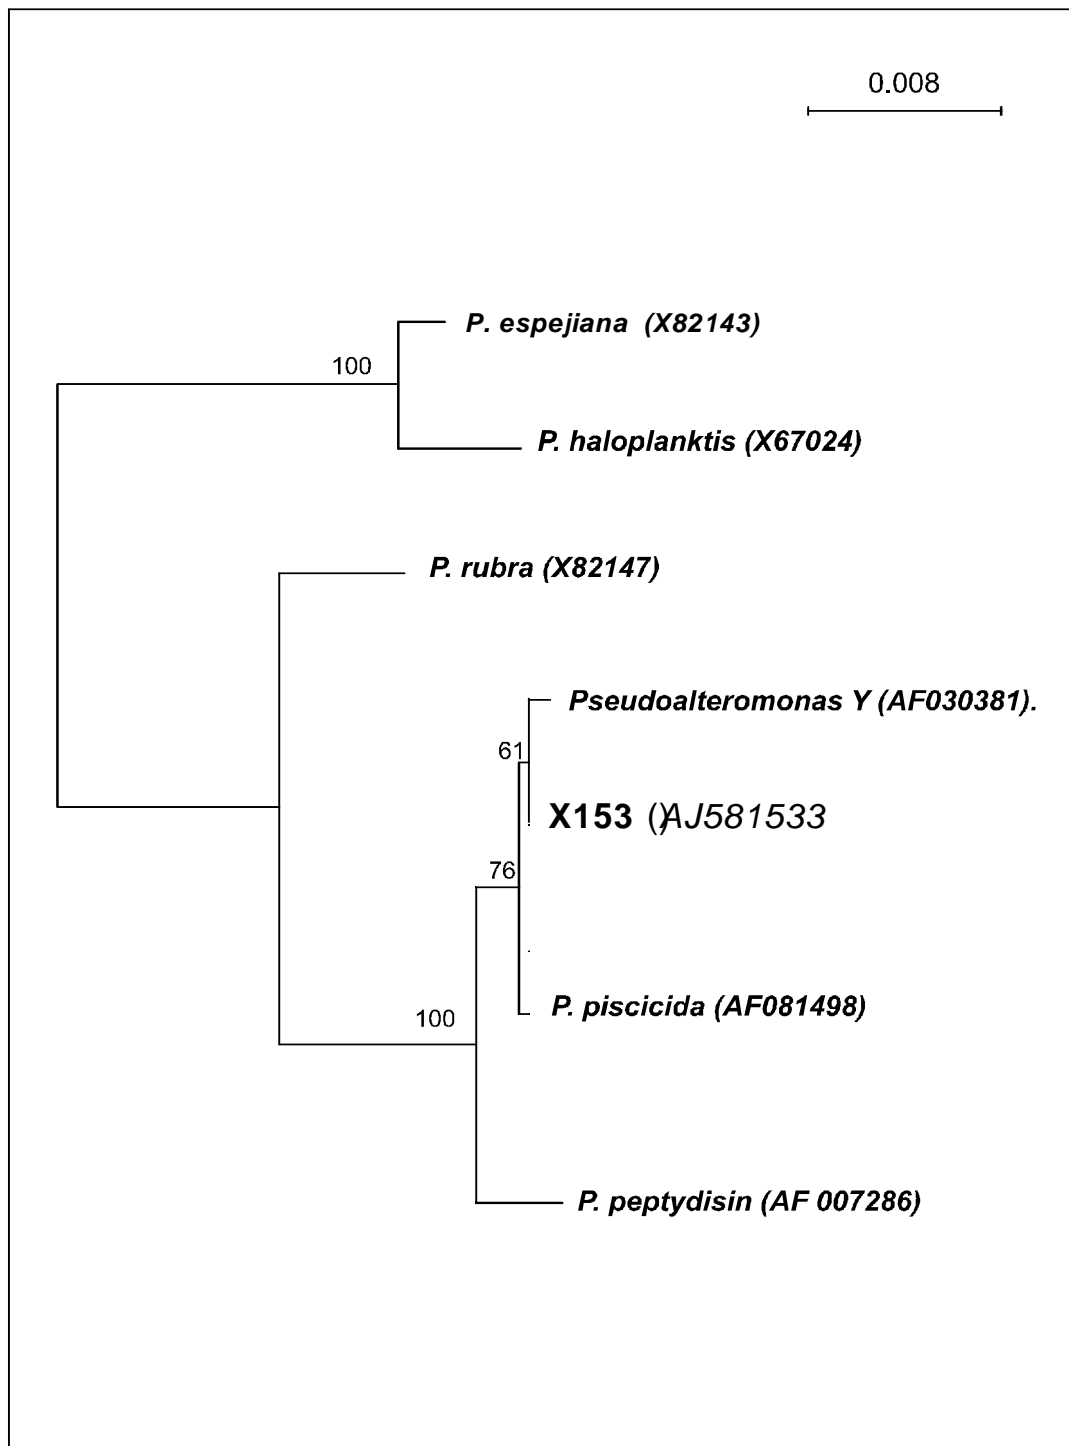 0.008
P. espejiana (X82143)
100
P. haloplanktis (X67024)
P. rubra (X82147)
Pseudoalteromonas Y (AF030381).
61
X153 ()AJ581533
76
P. piscicida (AF081498)
100
P. peptydisin (AF 007286)